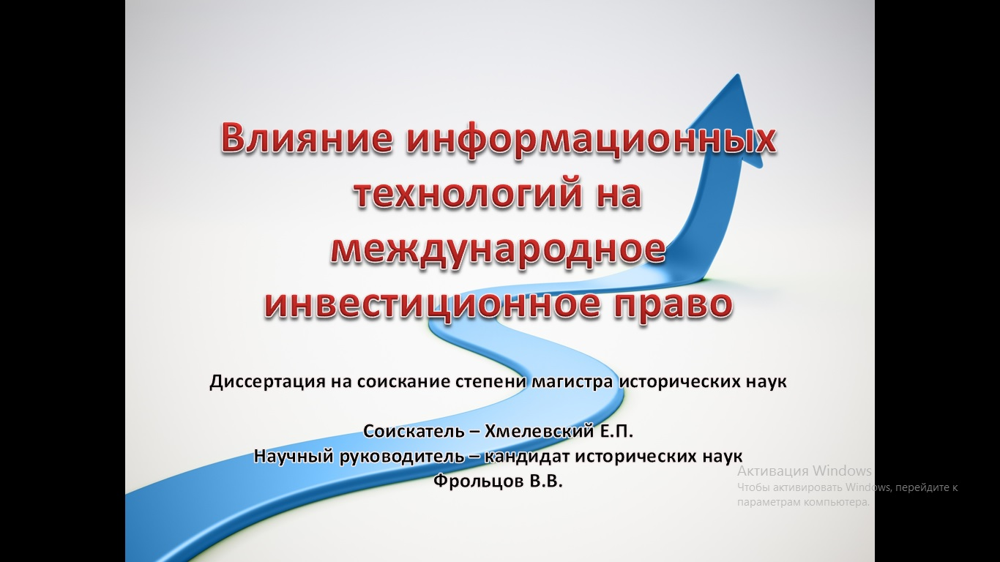 Влияние информационных
технологий на
международное
инвестиционное право
Диссертация на соискание степени магистра исторических наук
Соискатель – Хмелевский Е.П.
Научный руководитель – кандидат исторических наук
Фрольцов В.В.
Активация Windows
Чтобы активировать Windows, перейдите к
параметрам компьютера.